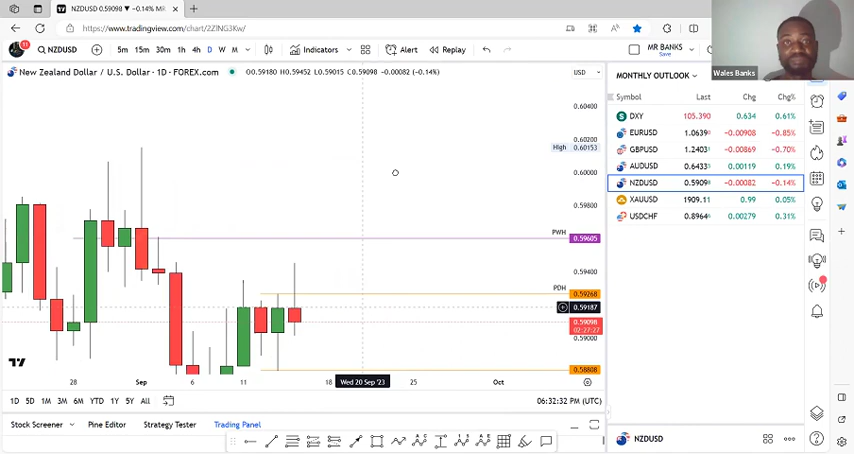 NZDUSD 0.59098 ▼ −0.14% MR BAN
https://www.tradingview.com/chart/2ZlNG3Kw/
11
NZDUSD 5m 15m 30m 1h 4h D W M Indicators Alert Replay MR BANKS
Save
Wales Banks
New Zealand Dollar / U.S. Dollar · 1D · FOREX.com O0.59180 H0.59452 L0.59015 C0.59098 −0.00082 (−0.14%)
USD
MONTHLY OUTLOOK
Symbol Last Chg Chg%
DXY 105.390 0.634 0.61%
EURUSD 1.0639 −0.00908 −0.85%
GBPUSD 1.2403 −0.00869 −0.70%
AUDUSD 0.6433 0.00119 0.19%
NZDUSD 0.5909 −0.00082 −0.14%
XAUUSD 1909.11 0.99 0.05%
USDCHF 0.8964 0.00279 0.31%
0.60400
0.60200
High 0.60153
0.60000
0.59800
PWH 0.59605
0.59400
PDH 0.59268
0.59187
0.59098
02:27:27
0.59000
0.58808
28 Sep 6 11 18 Wed 20 Sep '23 25 Oct
1D 5D 1M 3M 6M YTD 1Y 5Y All 06:32:32 PM (UTC)
Stock Screener Pine Editor Strategy Tester Trading Panel
NZDUSD